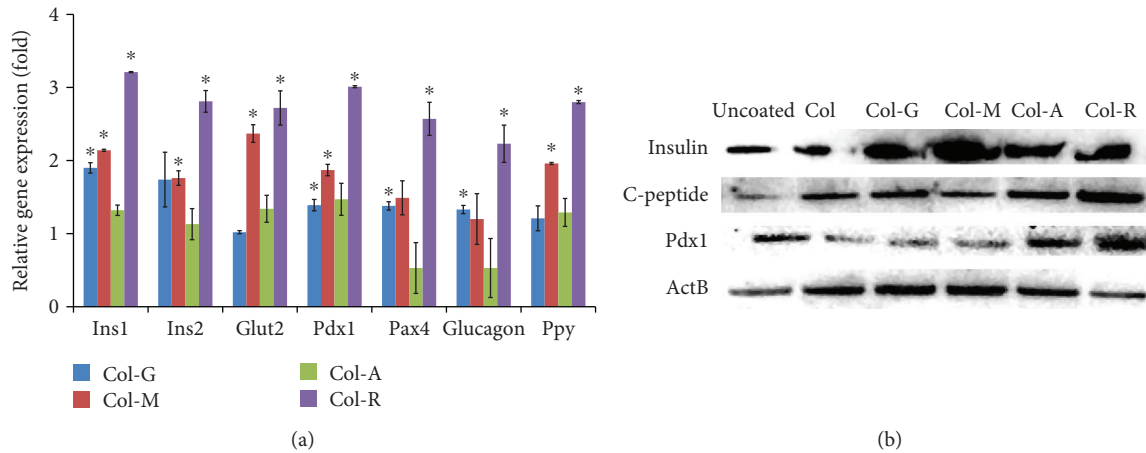 Relative gene expression (fold)
4
3
2
1
0
* * * * * * * * * * * * * * * *
Ins1 Ins2 Glut2 Pdx1 Pax4 Glucagon Ppy
Col-G Col-A
Col-M Col-R
(a)
Uncoated Col Col-G Col-M Col-A Col-R
Insulin
C-peptide
Pdx1
ActB
(b)